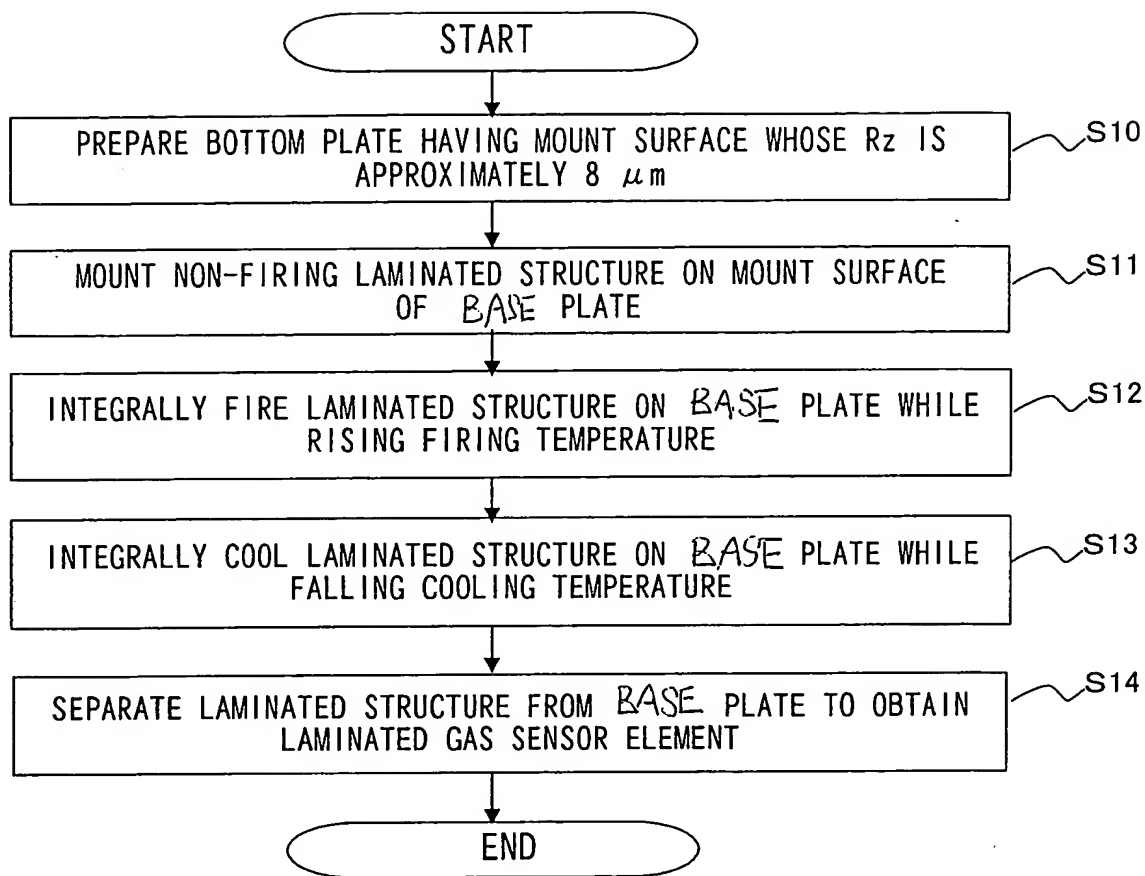 START
PREPARE BOTTOM PLATE HAVING MOUNT SURFACE WHOSE Rz IS
APPROXIMATELY 8 μm
S10
MOUNT NON-FIRING LAMINATED STRUCTURE ON MOUNT SURFACE
OF BASE PLATE
S11
INTEGRALLY FIRE LAMINATED STRUCTURE ON BASE PLATE WHILE
RISING FIRING TEMPERATURE
S12
INTEGRALLY COOL LAMINATED STRUCTURE ON BASE PLATE WHILE
FALLING COOLING TEMPERATURE
S13
SEPARATE LAMINATED STRUCTURE FROM BASE PLATE TO OBTAIN
LAMINATED GAS SENSOR ELEMENT
S14
END